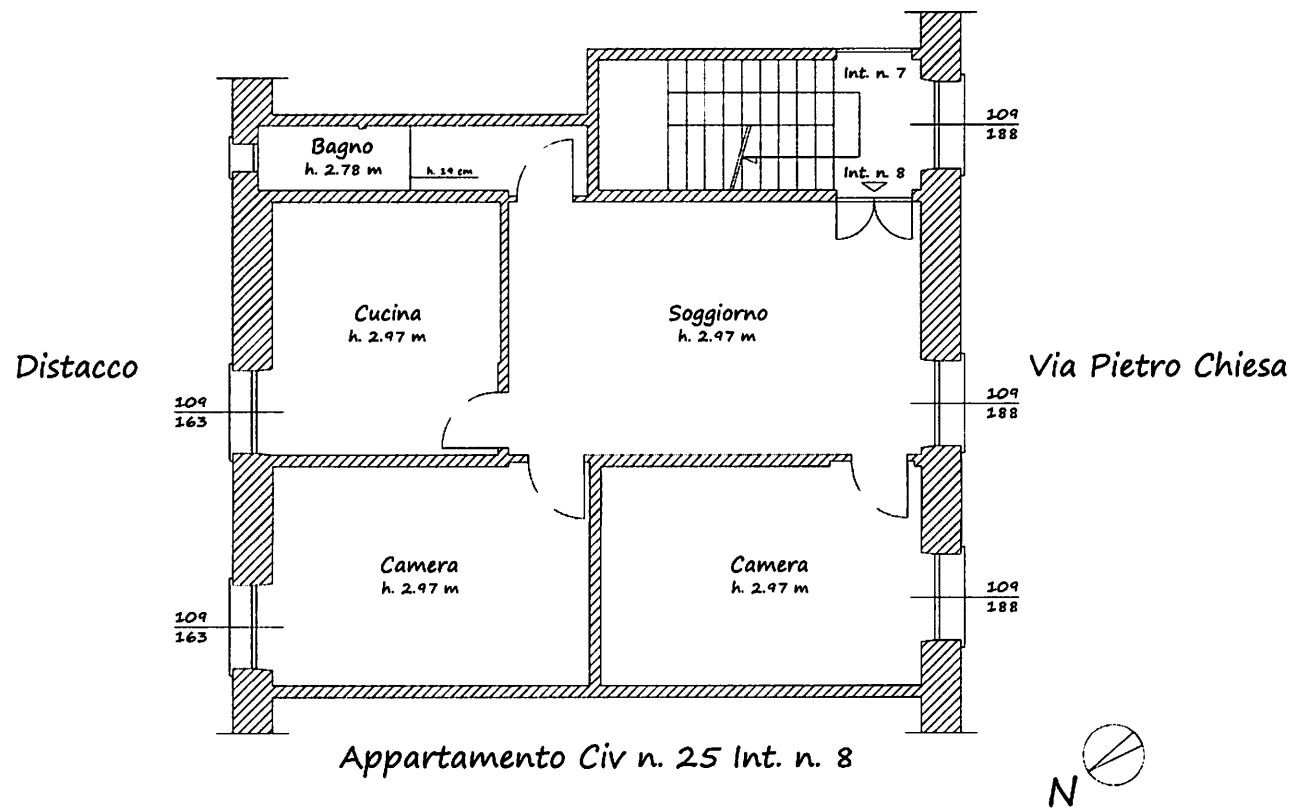 Int. n. 7
109
188
Bagno
h. 2.78 m
h. 19 cm
Int. n. 8
Cucina
h. 2.97 m
Soggiorno
h. 2.97 m
Distacco
Via Pietro Chiesa
109
163
109
188
Camera
h. 2.97 m
Camera
h. 2.97 m
109
188
109
163
Appartamento Civ n. 25 Int. n. 8
N